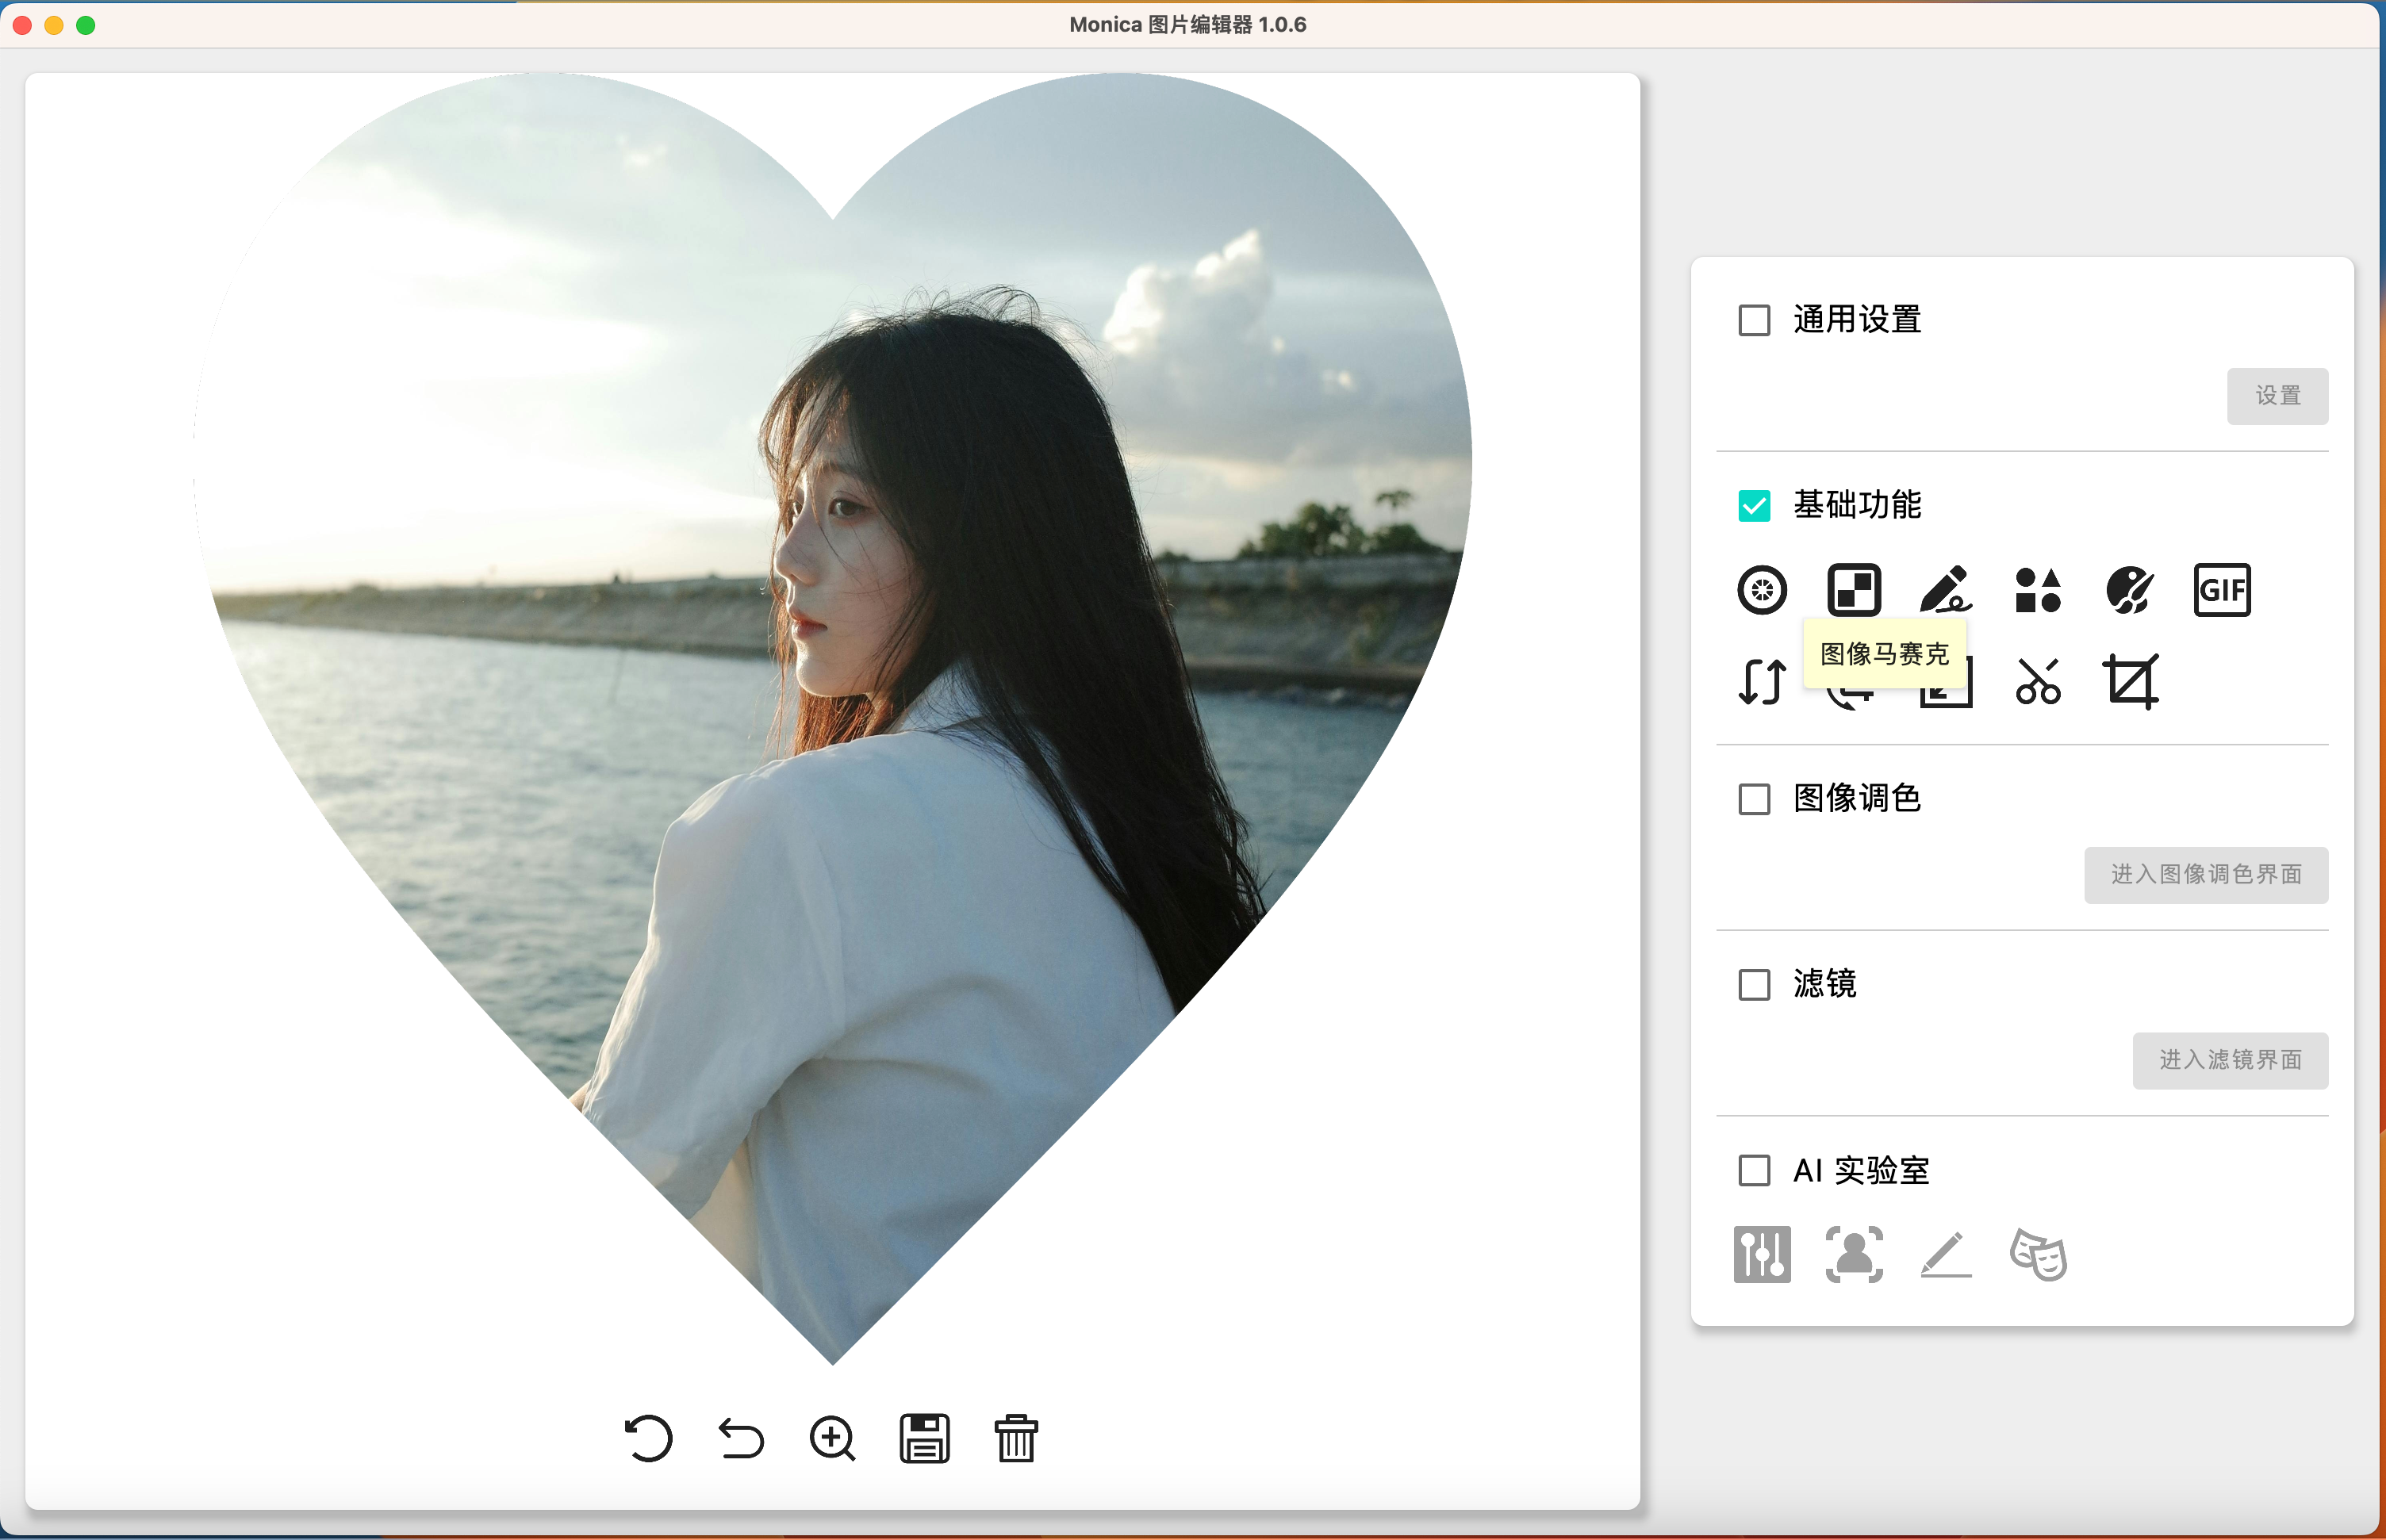 Monica 图片编辑器 1.0.6
通用设置
设置
基础功能
GIF
图像马赛克
图像调色
进入图像调色界面
滤镜
进入滤镜界面
AI 实验室